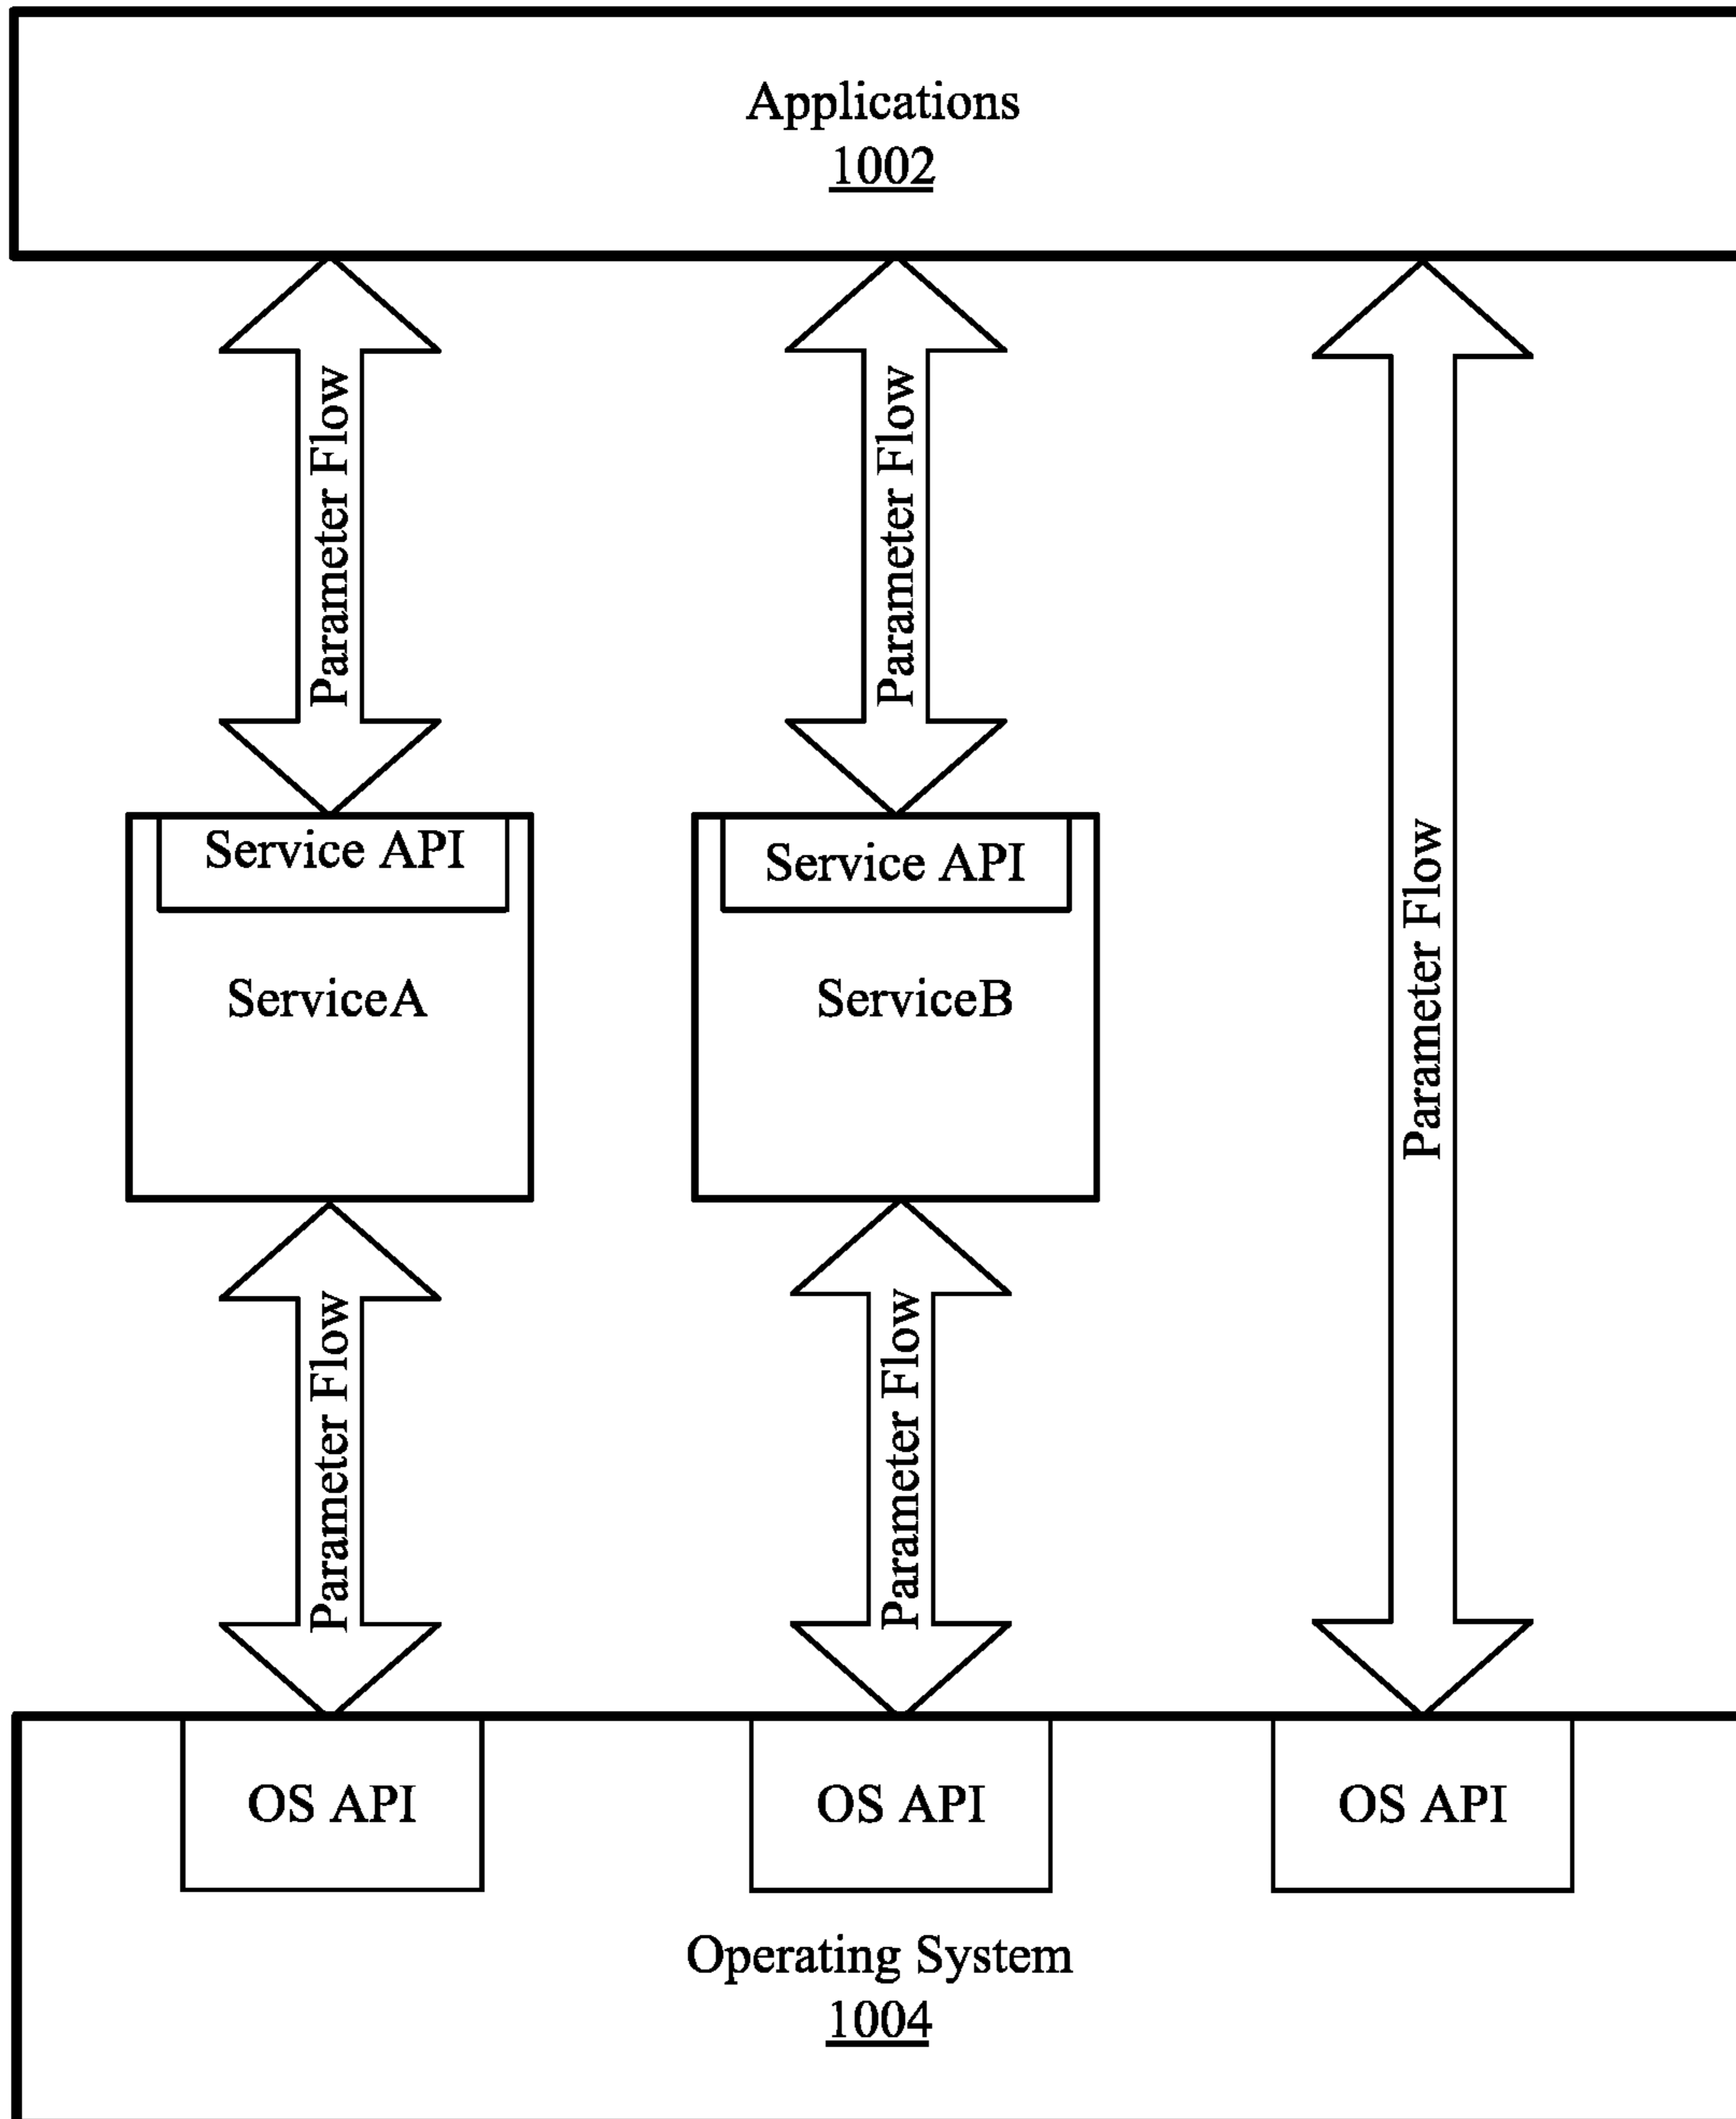 Applications
1002
Parameter Flow
Parameter Flow
Parameter Flow
Service API
ServiceA
Service API
ServiceB
Parameter Flow
Parameter Flow
OS API
OS API
OS API
Operating System
1004